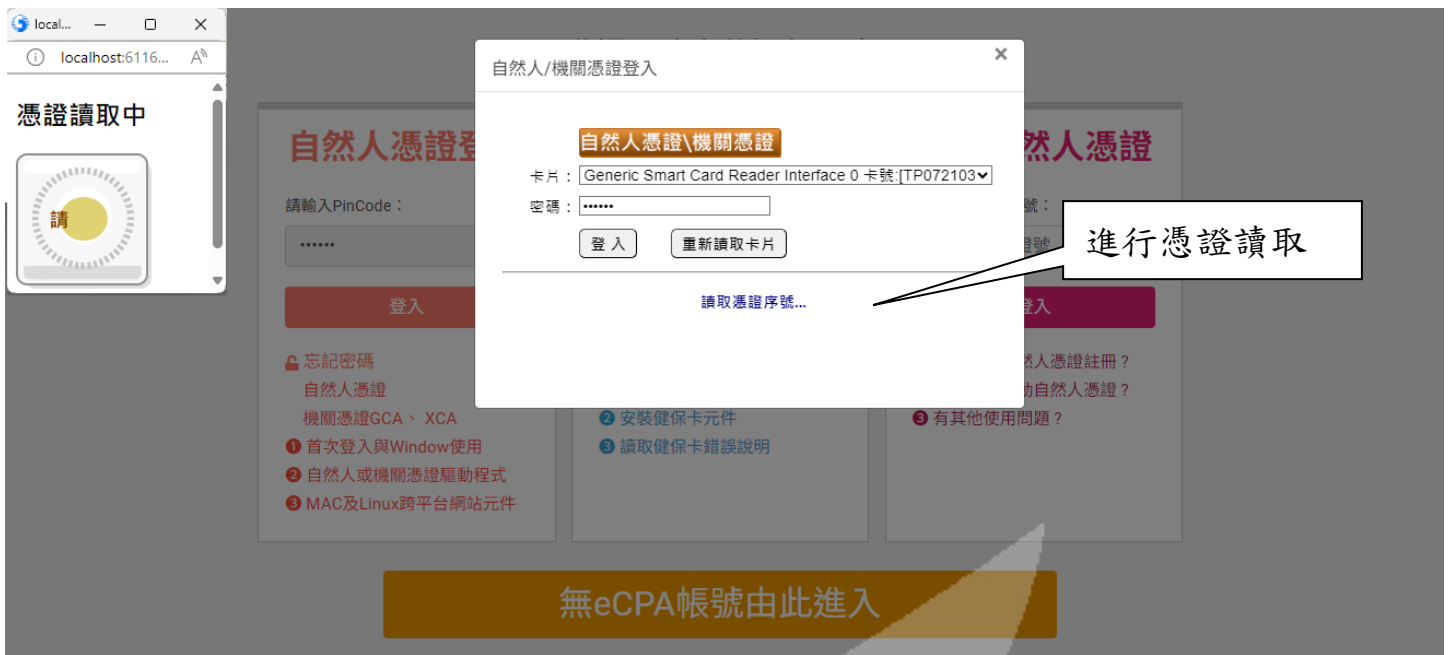 local...
localhost:6116...
憑證讀取中
請
自然人/機關憑證登入
×
自然人憑證\機關憑證
卡片：
Generic Smart Card Reader Interface 0 卡號:[TP072103
密碼：
••••••
登入
重新讀取卡片
讀取憑證序號...
進行憑證讀取
自然人憑證登
請輸入PinCode：
••••••
登入
忘記密碼
自然人憑證
機關憑證GCA、 XCA
❶ 首次登入與Window使用
❷ 自然人或機關憑證驅動程式
❸ MAC及Linux跨平台網站元件
❷ 安裝健保卡元件
❸ 讀取健保卡錯誤說明
然人憑證
號：
登入
然人憑證註冊？
動自然人憑證？
❸ 有其他使用問題？
無eCPA帳號由此進入